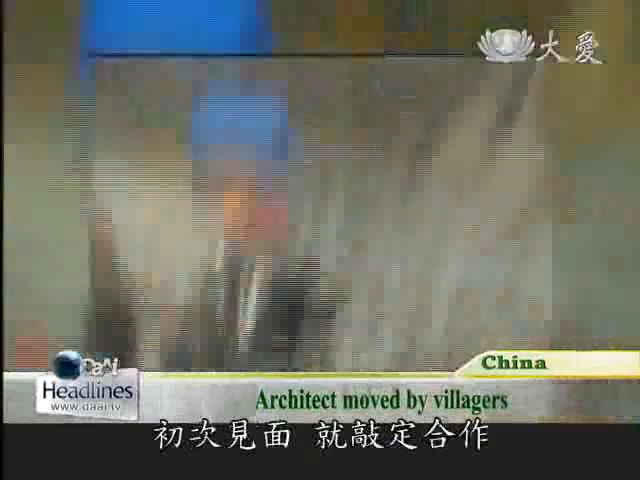 大愛
China
DaAi
Headlines
www.daai.tv
Architect moved by villagers
初次見面 就敲定合作